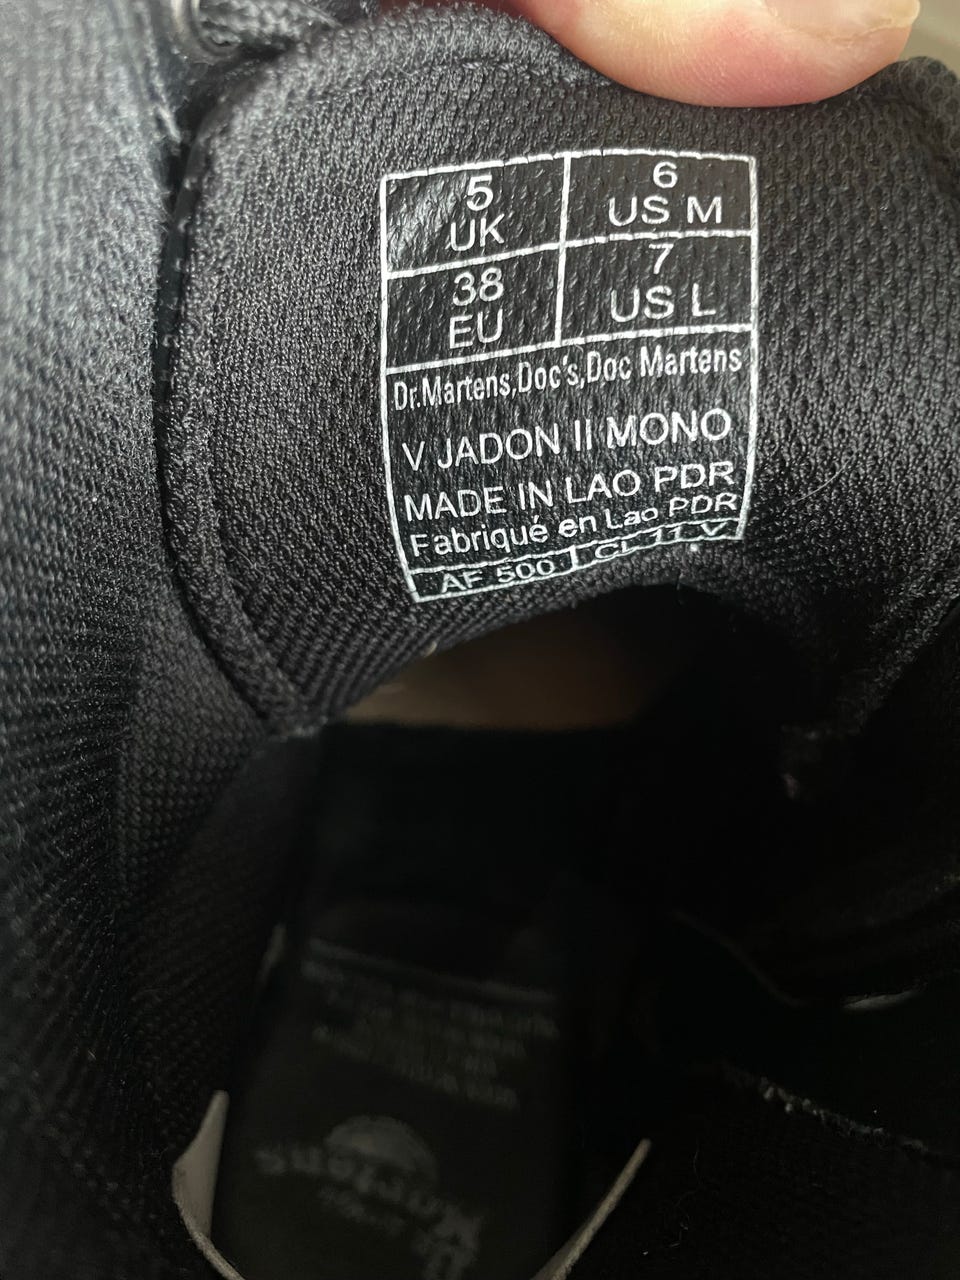 5
UK
6
US M
38
EU
7
US L
Dr.Martens,Doc's,Doc Martens
V JADON II MONO
MADE IN LAO PDR
Fabriqué en Lao PDR
AF 500
CL 11 V